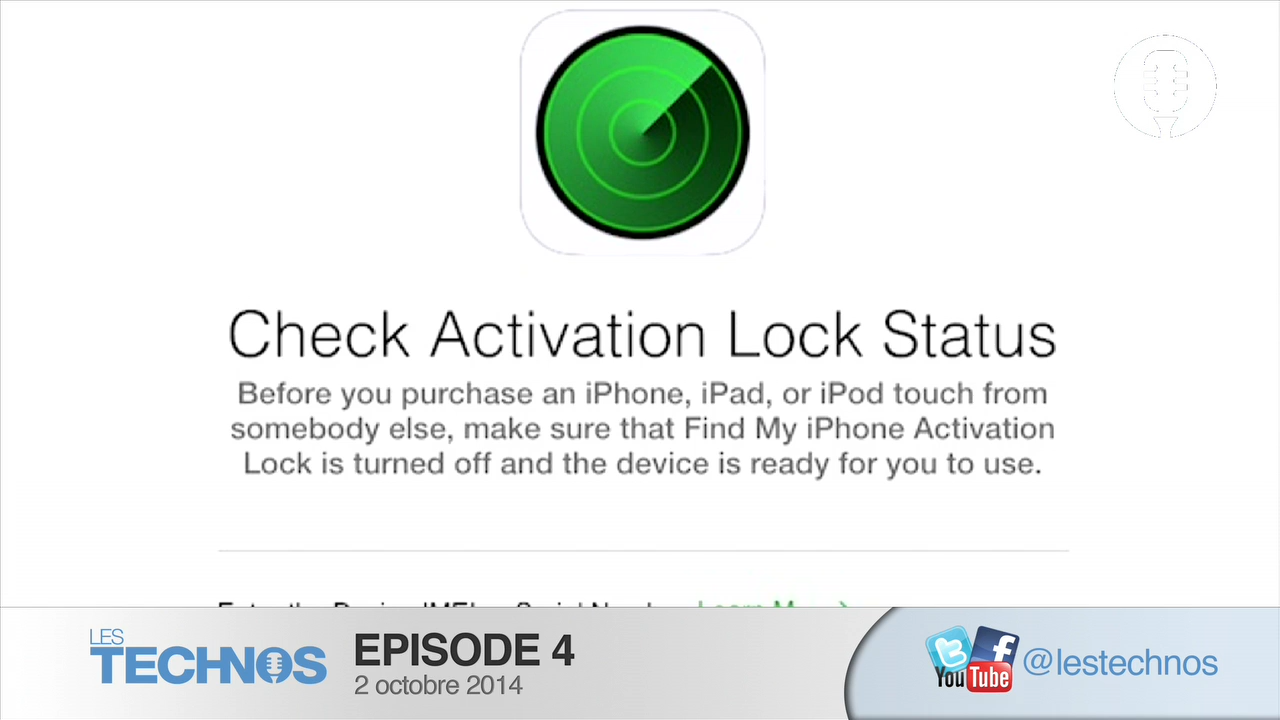 Check Activation Lock Status
Before you purchase an iPhone, iPad, or iPod touch from
somebody else, make sure that Find My iPhone Activation
Lock is turned off and the device is ready for you to use.
LES
TECHNOS
EPISODE 4
2 octobre 2014
YouTube
@lestechnos